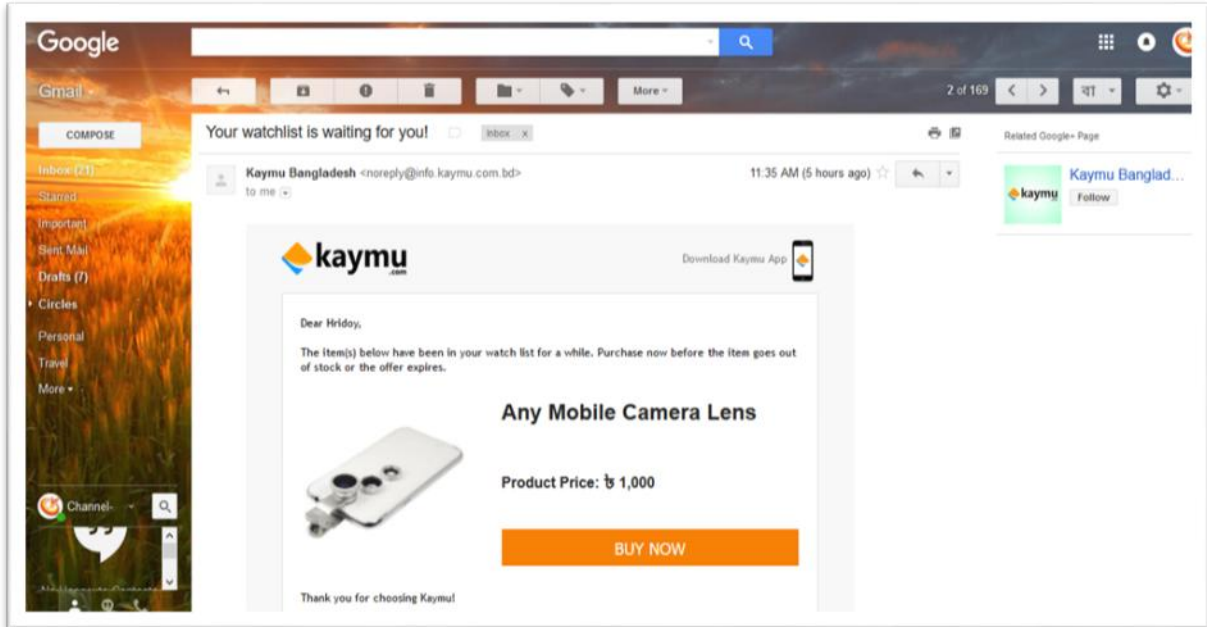 Google
Gmail
More
2 of 169
বা
COMPOSE
Your watchlist is waiting for you!
Inbox x
Related Google+ Page
Inbox (21)
Starred
Important
Sent Mail
Drafts (7)
Circles
Personal
Travel
More
Kaymu Bangladesh <noreply@info.kaymu.com.bd>
to me
11:35 AM (5 hours ago)
kaymu
Kaymu Banglad...
Follow
kaymu
.com
Download Kaymu App
Dear Hridoy,
The item(s) below have been in your watch list for a while. Purchase now before the item goes out
of stock or the offer expires.
Any Mobile Camera Lens
Product Price: ৳ 1,000
BUY NOW
Thank you for choosing Kaymu!
Channel-